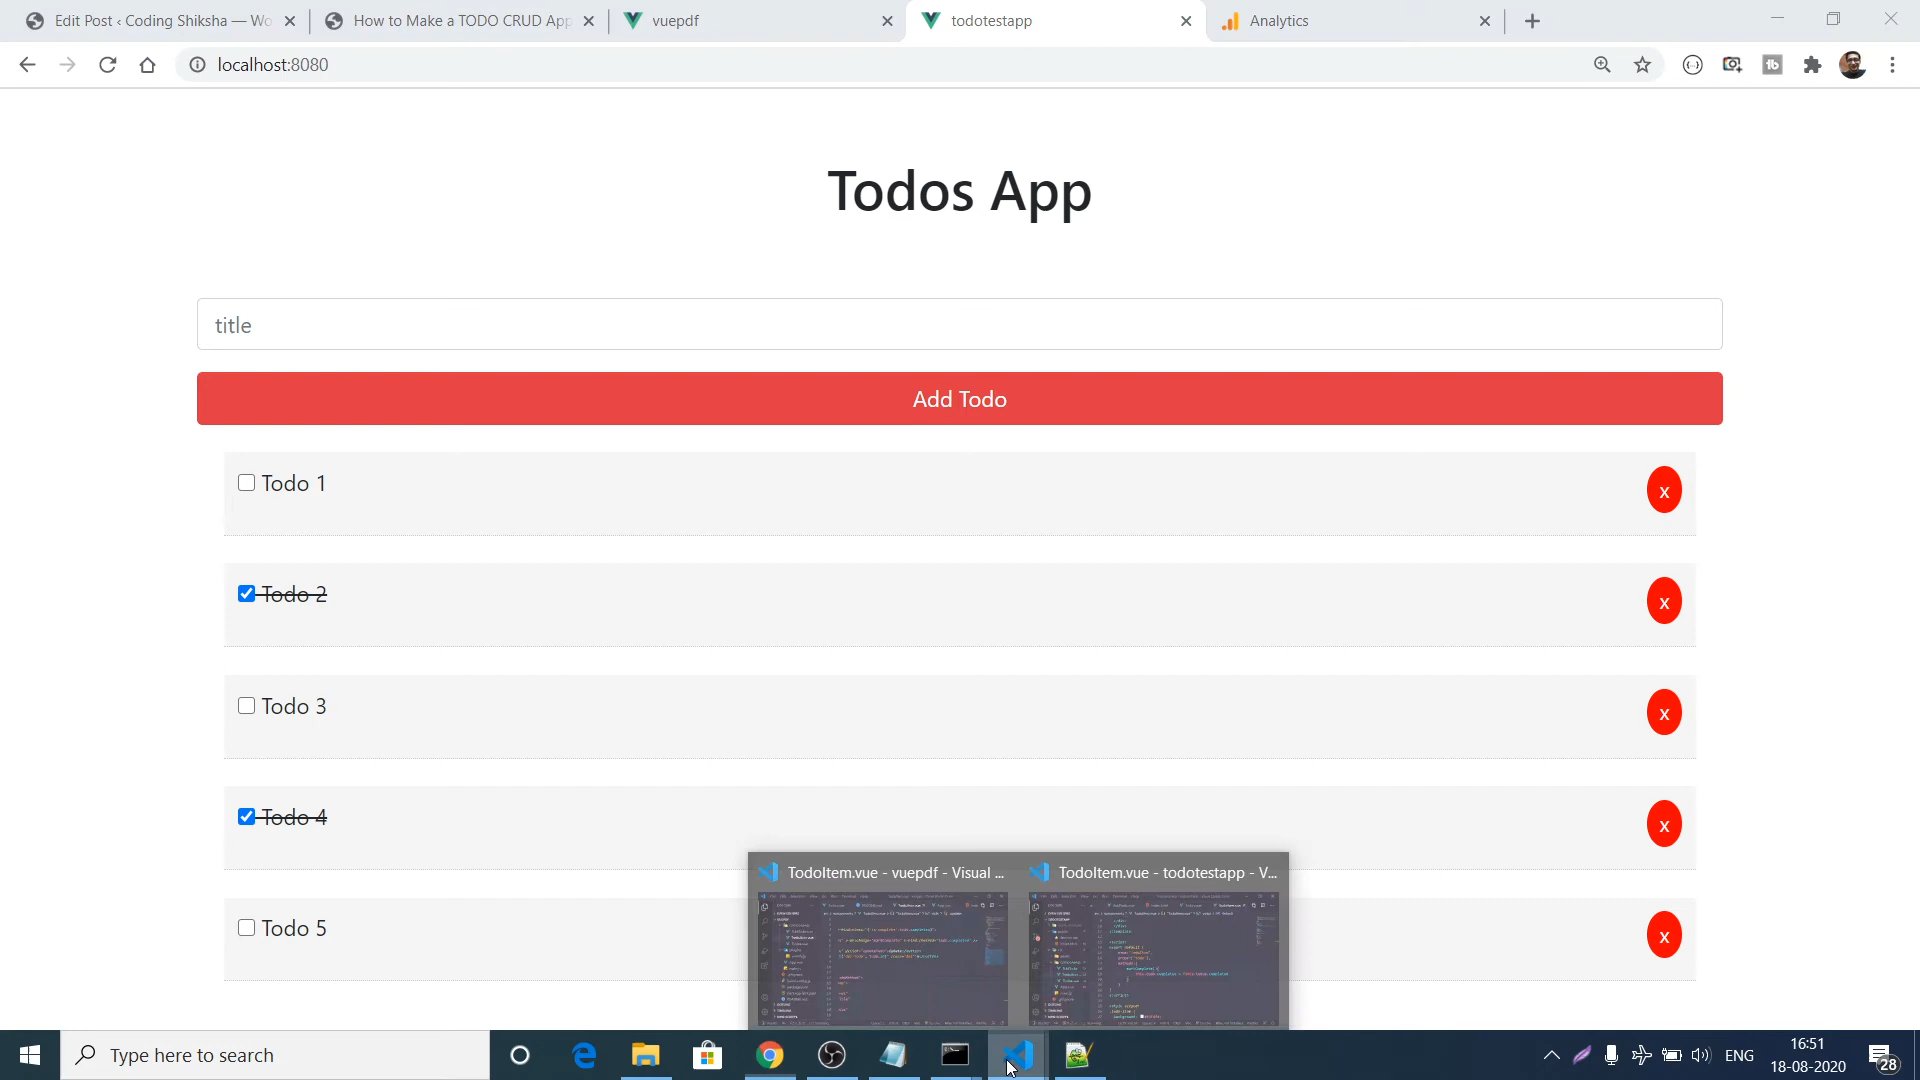 Edit Post ‹ Coding Shiksha — Wo
How to Make a TODO CRUD App
vuepdf
todotestapp
Analytics
localhost:8080
Todos App
title
Add Todo
Todo 1
x
Todo 2
x
Todo 3
x
Todo 4
x
Todo 5
x
TodoItem.vue - vuepdf - Visual ...
TodoItem.vue - todotestapp - V...
Type here to search
ENG
16:51
18-08-2020
28